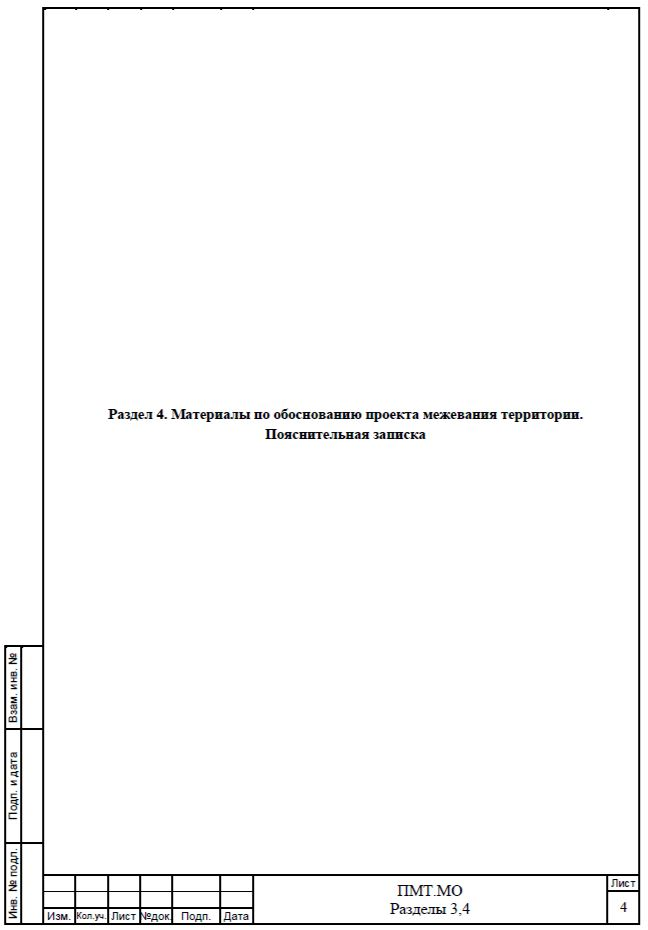 Раздел 4. Материалы по обоснованию проекта межевания территории.
Пояснительная записка
Взам. инв. №
Подп. и дата
Инв. № подл.
Изм. Кол.уч. Лист №док. Подп. Дата
ПМТ.МО
Разделы 3,4
Лист
4